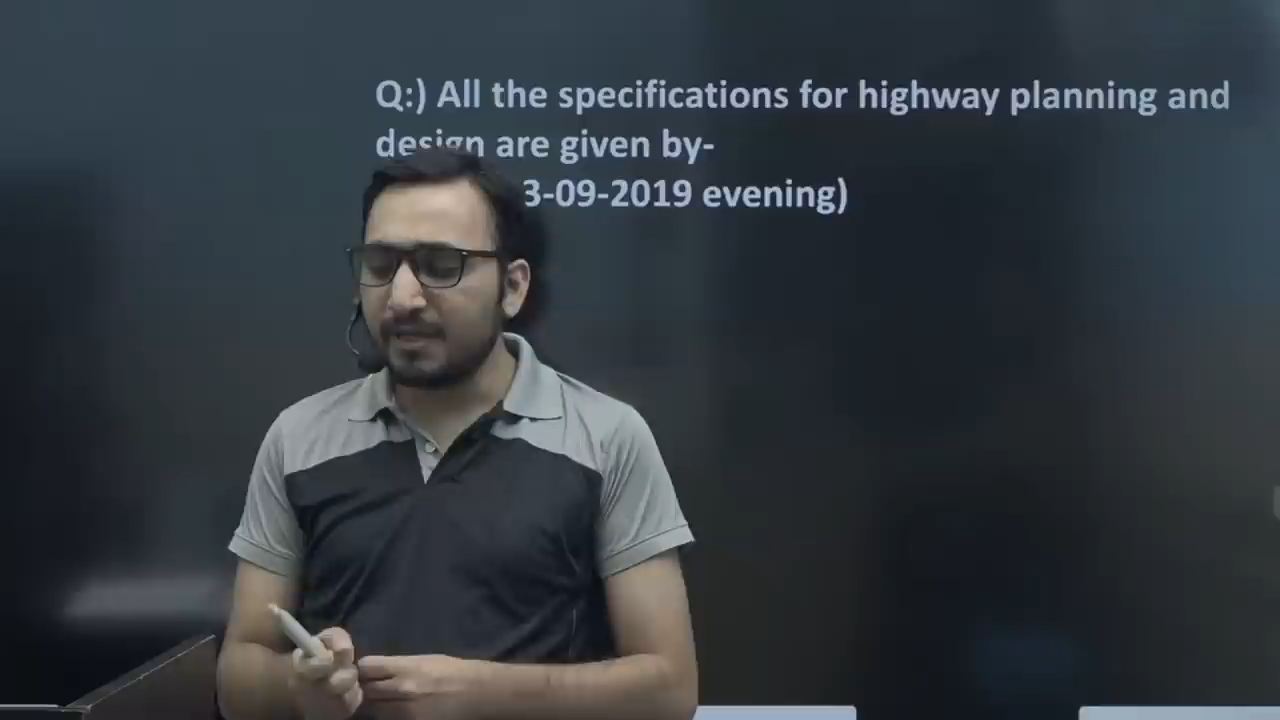 Q:) All the specifications for highway planning and
design are given by-
3-09-2019 evening)